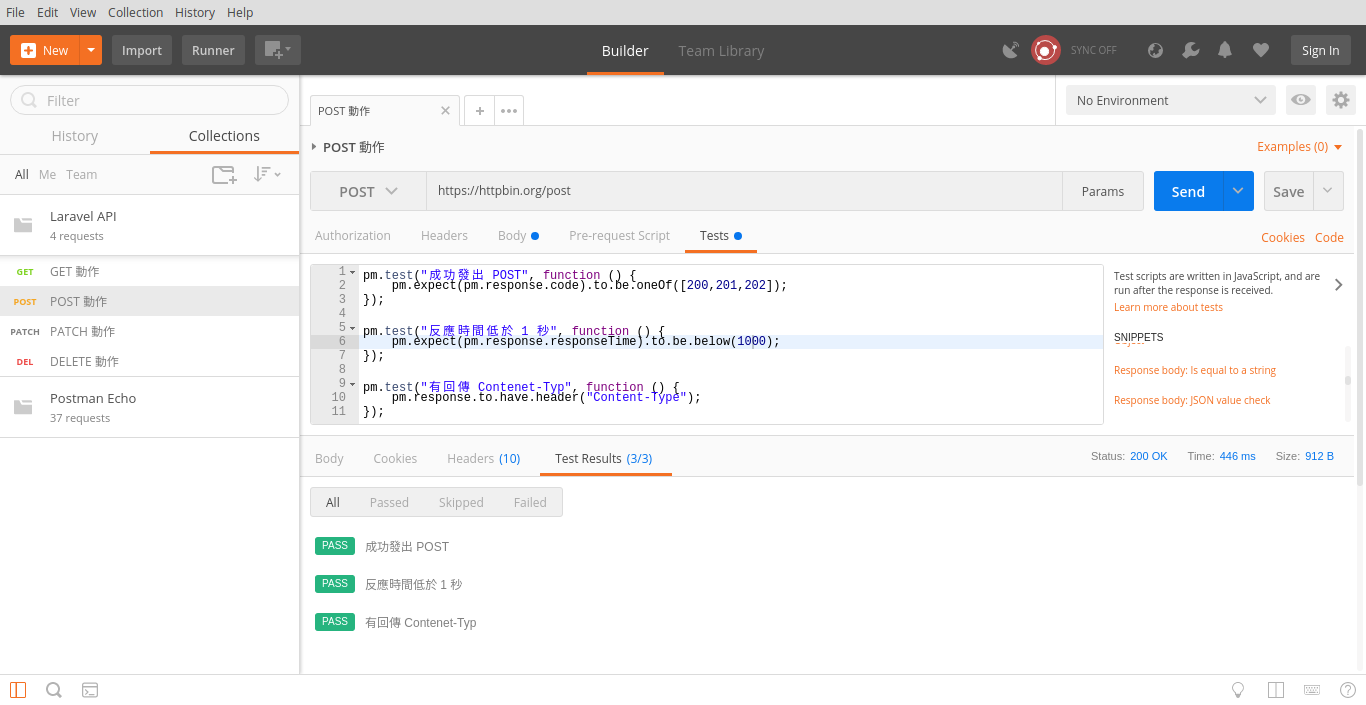 File Edit View Collection History Help
New Import Runner Builder Team Library SYNC OFF Sign In
Filter
History Collections
All Me Team
Laravel API
4 requests
GET GET 動作
POST POST 動作
PATCH PATCH 動作
DEL DELETE 動作
Postman Echo
37 requests
POST 動作 No Environment
POST 動作 Examples (0)
POST https://httpbin.org/post Params Send Save
Authorization Headers Body Pre-request Script Tests Cookies Code
1 pm.test("成功發出 POST", function () {
2 pm.expect(pm.response.code).to.be.oneOf([200,201,202]);
3 });
4
5 pm.test("反應時間低於 1 秒", function () {
6 pm.expect(pm.response.responseTime).to.be.below(1000);
7 });
8
9 pm.test("有回傳 Contenet-Typ", function () {
10 pm.response.to.have.header("Content-Type");
11 });
Test scripts are written in JavaScript, and are
run after the response is received.
Learn more about tests
SNIPPETS
Response body: Is equal to a string
Response body: JSON value check
Body Cookies Headers (10) Test Results (3/3) Status: 200 OK Time: 446 ms Size: 912 B
All Passed Skipped Failed
PASS 成功發出 POST
PASS 反應時間低於 1 秒
PASS 有回傳 Contenet-Typ